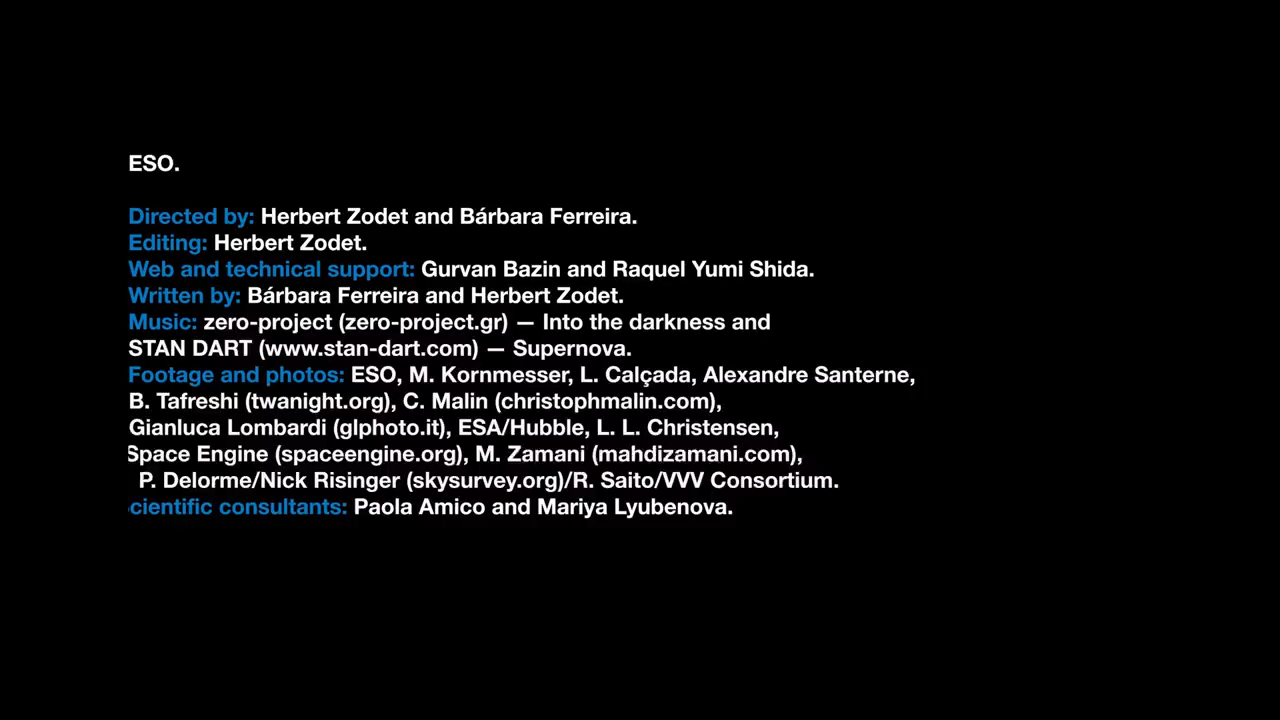 ESO.
Directed by: Herbert Zodet and Bárbara Ferreira.
Editing: Herbert Zodet.
Web and technical support: Gurvan Bazin and Raquel Yumi Shida.
Written by: Bárbara Ferreira and Herbert Zodet.
Music: zero-project (zero-project.gr) — Into the darkness and
STAN DART (www.stan-dart.com) — Supernova.
Footage and photos: ESO, M. Kornmesser, L. Calçada, Alexandre Santerne,
B. Tafreshi (twanight.org), C. Malin (christophmalin.com),
Gianluca Lombardi (glphoto.it), ESA/Hubble, L. L. Christensen,
Space Engine (spaceengine.org), M. Zamani (mahdizamani.com),
P. Delorme/Nick Risinger (skysurvey.org)/R. Saito/VVV Consortium.
cientific consultants: Paola Amico and Mariya Lyubenova.